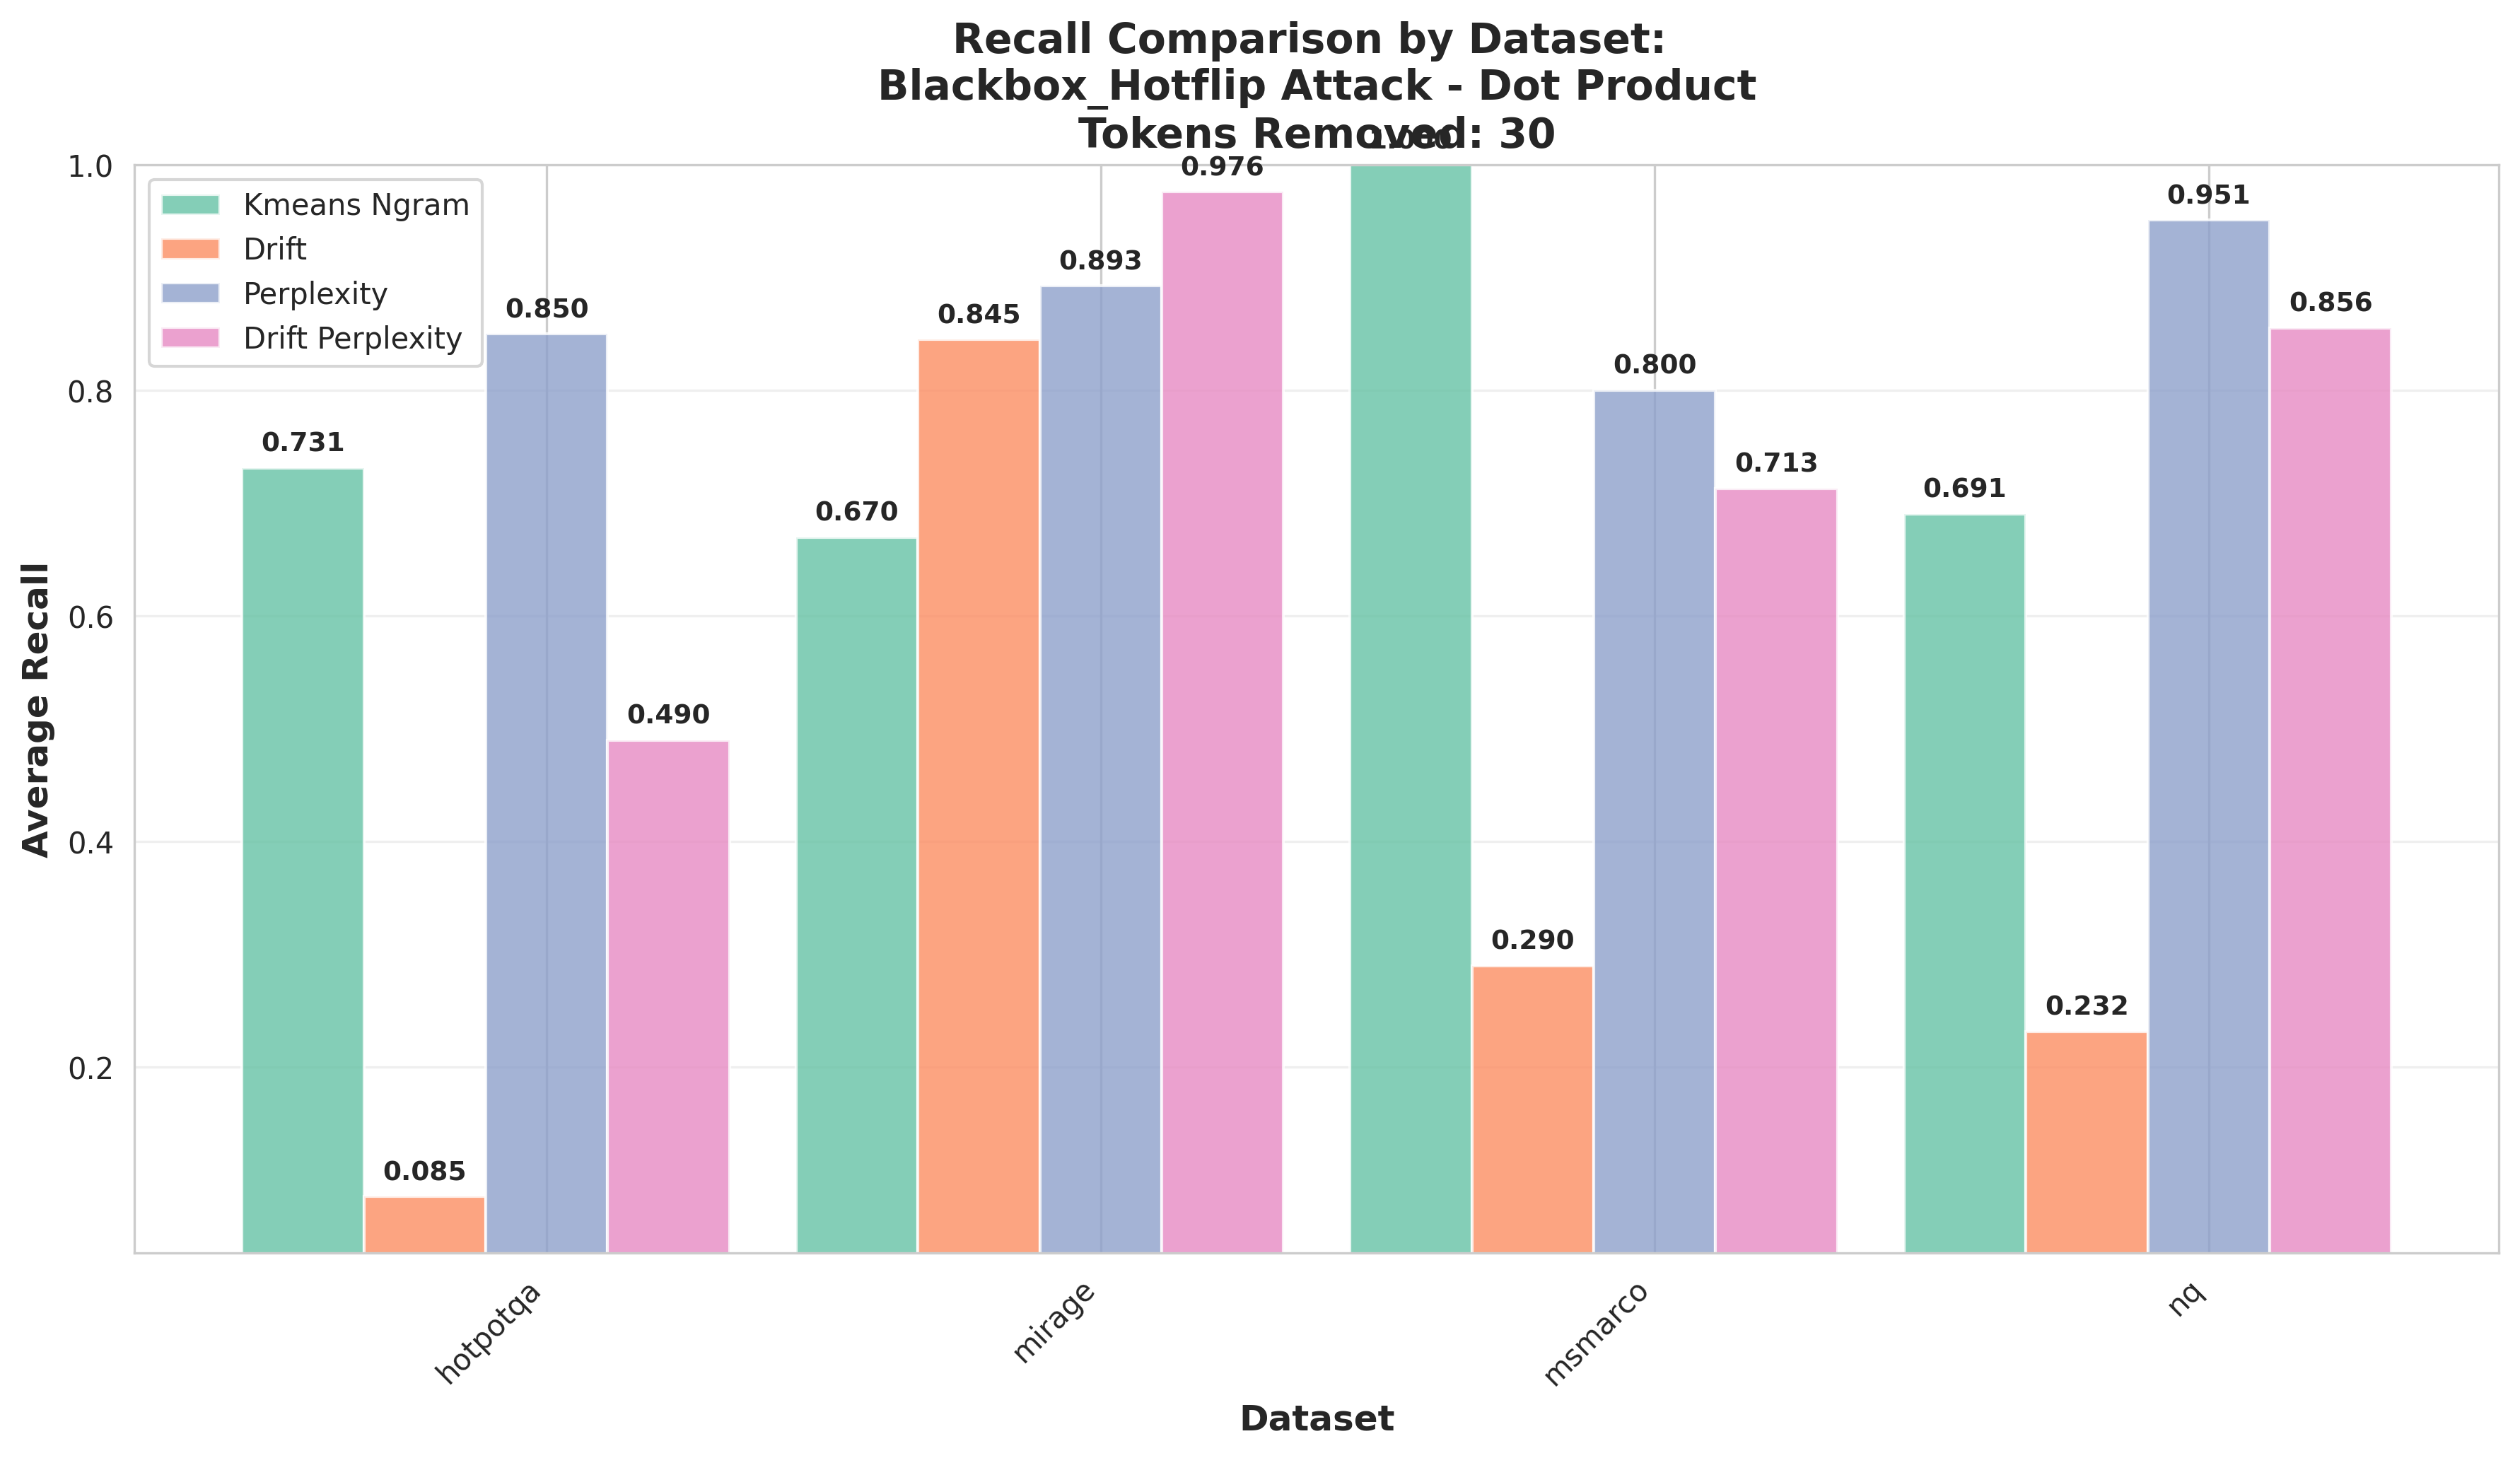 Recall Comparison by Dataset:
Blackbox_Hotflip Attack - Dot Product
Tokens Removed: 30
1.0
0.8
0.6
0.4
0.2
Average Recall
Kmeans Ngram
Drift
Perplexity
Drift Perplexity
0.731
0.085
0.850
0.490
0.670
0.845
0.893
0.976
1.000
0.290
0.800
0.713
0.691
0.232
0.951
0.856
hotpotqa
mirage
msmarco
nq
Dataset